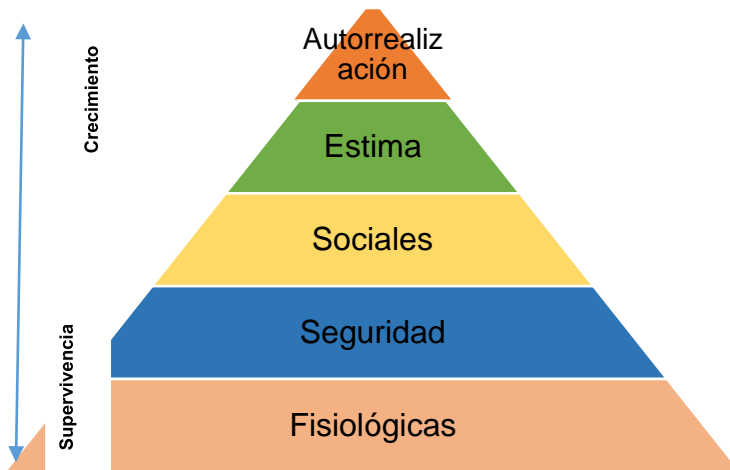 Autorrealiz
ación
Crecimiento
Estima
Sociales
Seguridad
Supervivencia
Fisiológicas